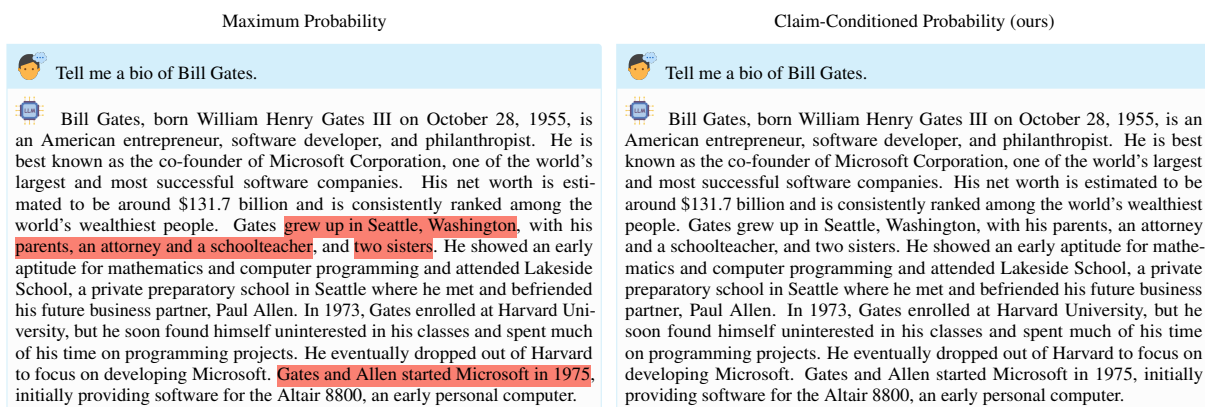 Maximum Probability
Tell me a bio of Bill Gates.
LLM
Bill Gates, born William Henry Gates III on October 28, 1955, is
an American entrepreneur, software developer, and philanthropist. He is
best known as the co-founder of Microsoft Corporation, one of the world's
largest and most successful software companies. His net worth is esti-
mated to be around $131.7 billion and is consistently ranked among the
world's wealthiest people. Gates grew up in Seattle, Washington, with his
parents, an attorney and a schoolteacher, and two sisters. He showed an early
aptitude for mathematics and computer programming and attended Lakeside
School, a private preparatory school in Seattle where he met and befriended
his future business partner, Paul Allen. In 1973, Gates enrolled at Harvard Uni-
versity, but he soon found himself uninterested in his classes and spent much
of his time on programming projects. He eventually dropped out of Harvard
to focus on developing Microsoft. Gates and Allen started Microsoft in 1975,
initially providing software for the Altair 8800, an early personal computer.
Claim-Conditioned Probability (ours)
Tell me a bio of Bill Gates.
LLM
Bill Gates, born William Henry Gates III on October 28, 1955, is an
American entrepreneur, software developer, and philanthropist. He is best
known as the co-founder of Microsoft Corporation, one of the world's largest
and most successful software companies. His net worth is estimated to be
around $131.7 billion and is consistently ranked among the world's wealthiest
people. Gates grew up in Seattle, Washington, with his parents, an attorney
and a schoolteacher, and two sisters. He showed an early aptitude for mathe-
matics and computer programming and attended Lakeside School, a private
preparatory school in Seattle where he met and befriended his future business
partner, Paul Allen. In 1973, Gates enrolled at Harvard University, but he
soon found himself uninterested in his classes and spent much of his time
on programming projects. He eventually dropped out of Harvard to focus on
developing Microsoft. Gates and Allen started Microsoft in 1975, initially
providing software for the Altair 8800, an early personal computer.